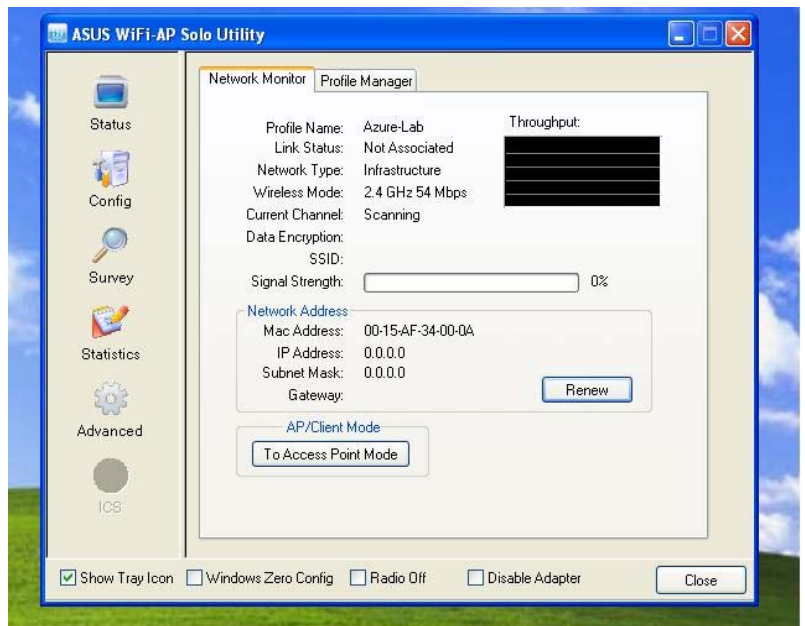 ASUS WiFi-AP Solo Utility
Status
Config
Survey
Statistics
Advanced
ICS
Network Monitor
Profile Manager
Profile Name: Azure-Lab
Link Status: Not Associated
Network Type: Infrastructure
Wireless Mode: 2.4 GHz 54 Mbps
Current Channel: Scanning
Data Encryption:
SSID:
Signal Strength: 0%
Throughput:
Network Address
Mac Address: 00-15-AF-34-00-0A
IP Address: 0.0.0.0
Subnet Mask: 0.0.0.0
Gateway:
Renew
AP/Client Mode
To Access Point Mode
Show Tray Icon
Windows Zero Config
Radio Off
Disable Adapter
Close